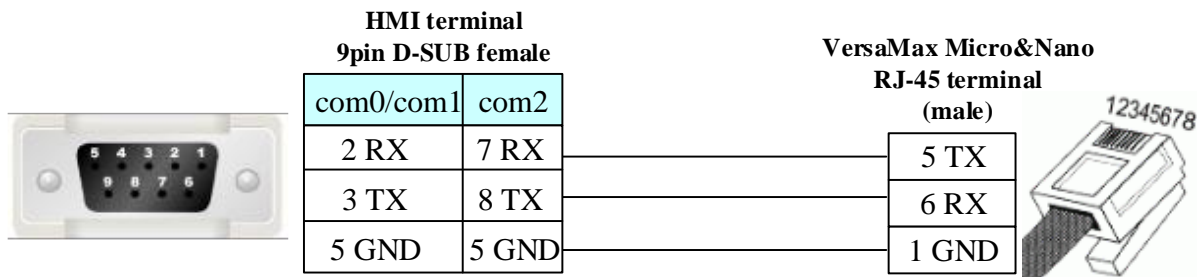 HMI terminal
9pin D-SUB female
com0/com1 com2
2 RX 7 RX
3 TX 8 TX
5 GND 5 GND
5 4 3 2 1
9 8 7 6
VersaMax Micro&Nano
RJ-45 terminal
(male)
5 TX
6 RX
1 GND
12345678